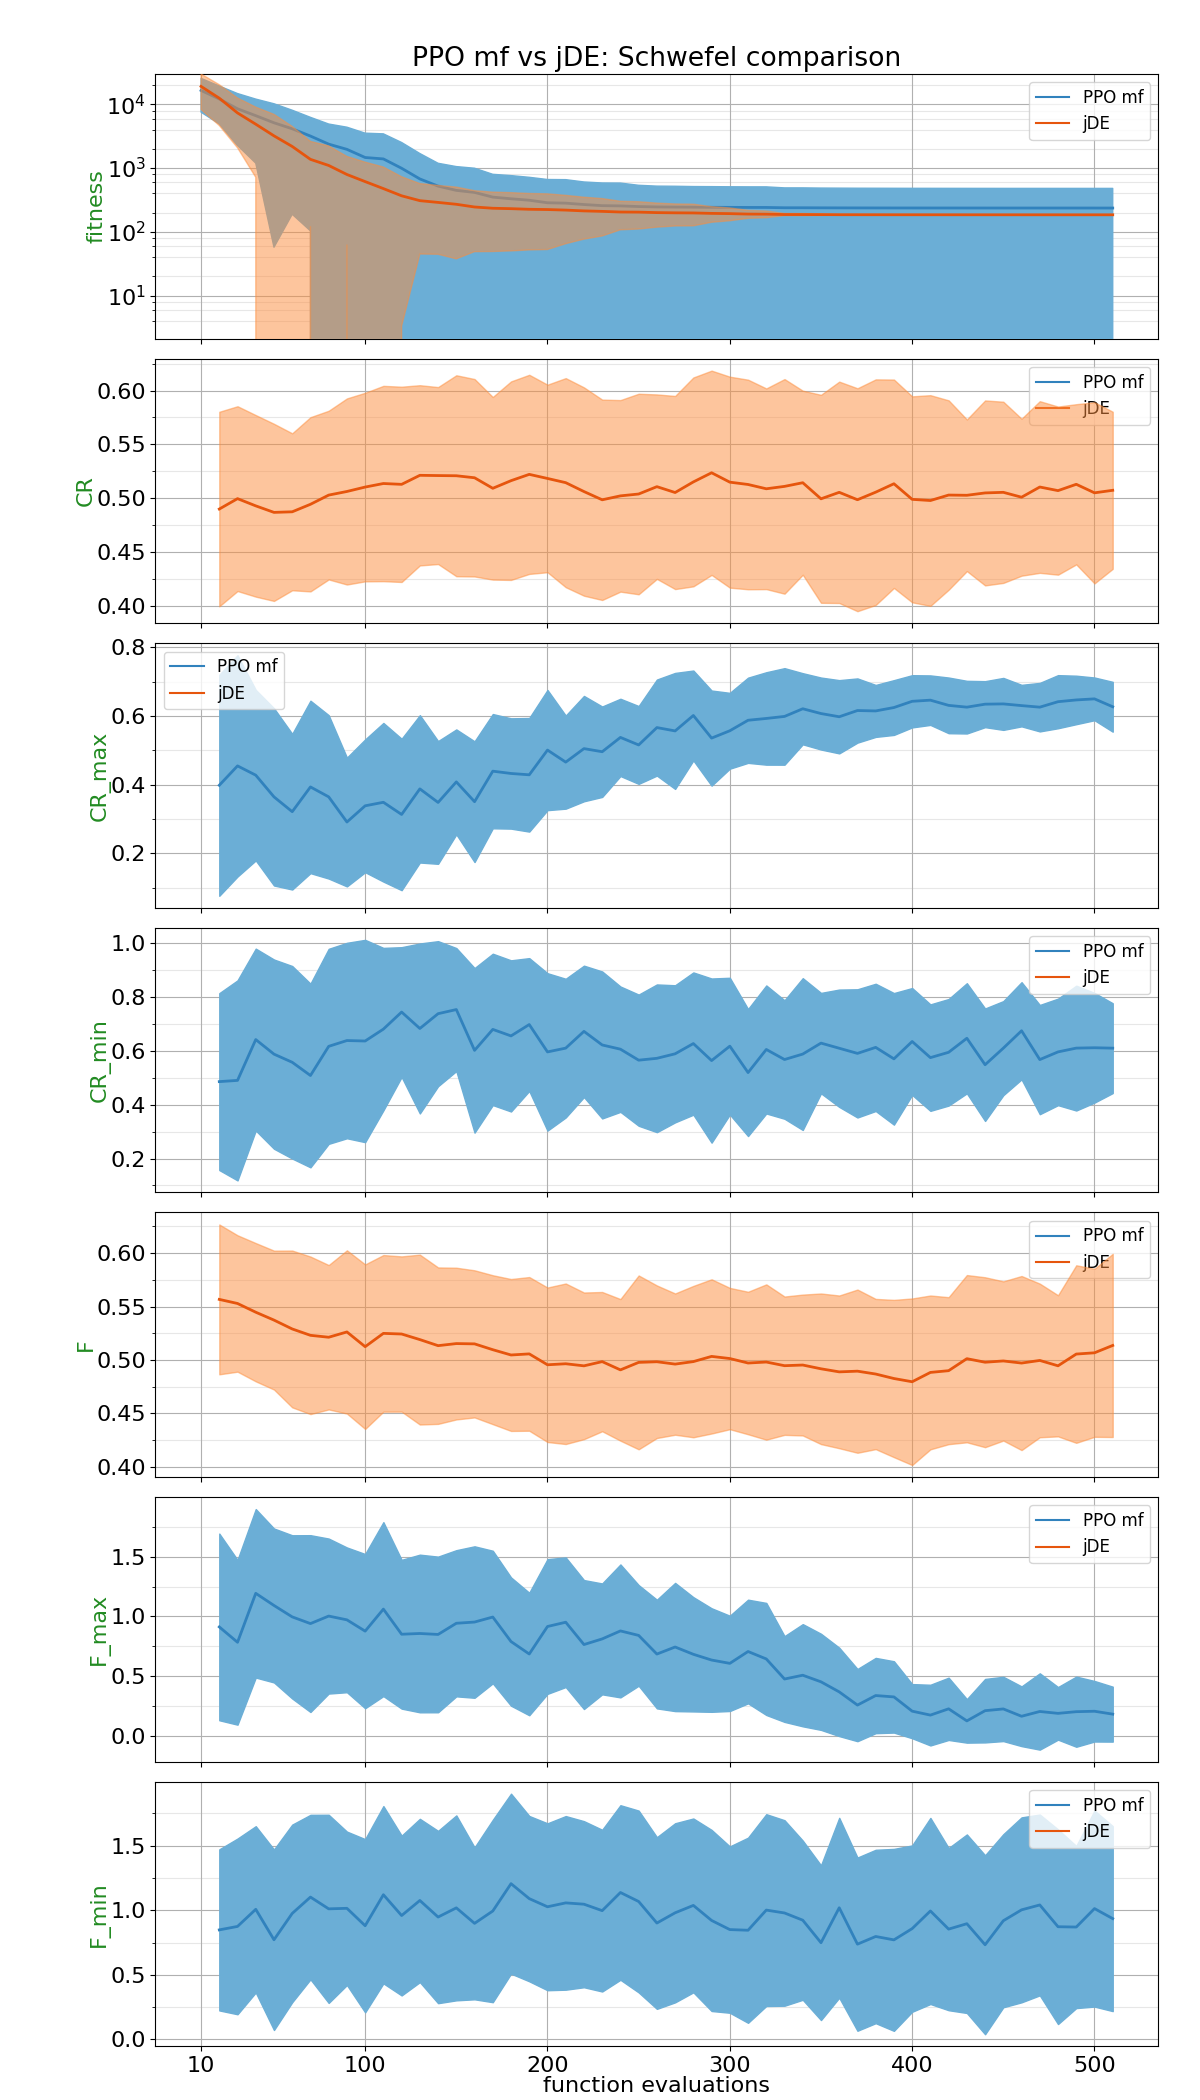 PPO mf vs jDE: Schwefel comparison
fitness
10^4
10^3
10^2
10^1
PPO mf
jDE
CR
0.60
0.55
0.50
0.45
0.40
PPO mf
jDE
CR_max
0.8
0.6
0.4
0.2
PPO mf
jDE
CR_min
1.0
0.8
0.6
0.4
0.2
PPO mf
jDE
F
0.60
0.55
0.50
0.45
0.40
PPO mf
jDE
F_max
1.5
1.0
0.5
0.0
PPO mf
jDE
F_min
1.5
1.0
0.5
0.0
PPO mf
jDE
10 100 200 300 400 500
function evaluations